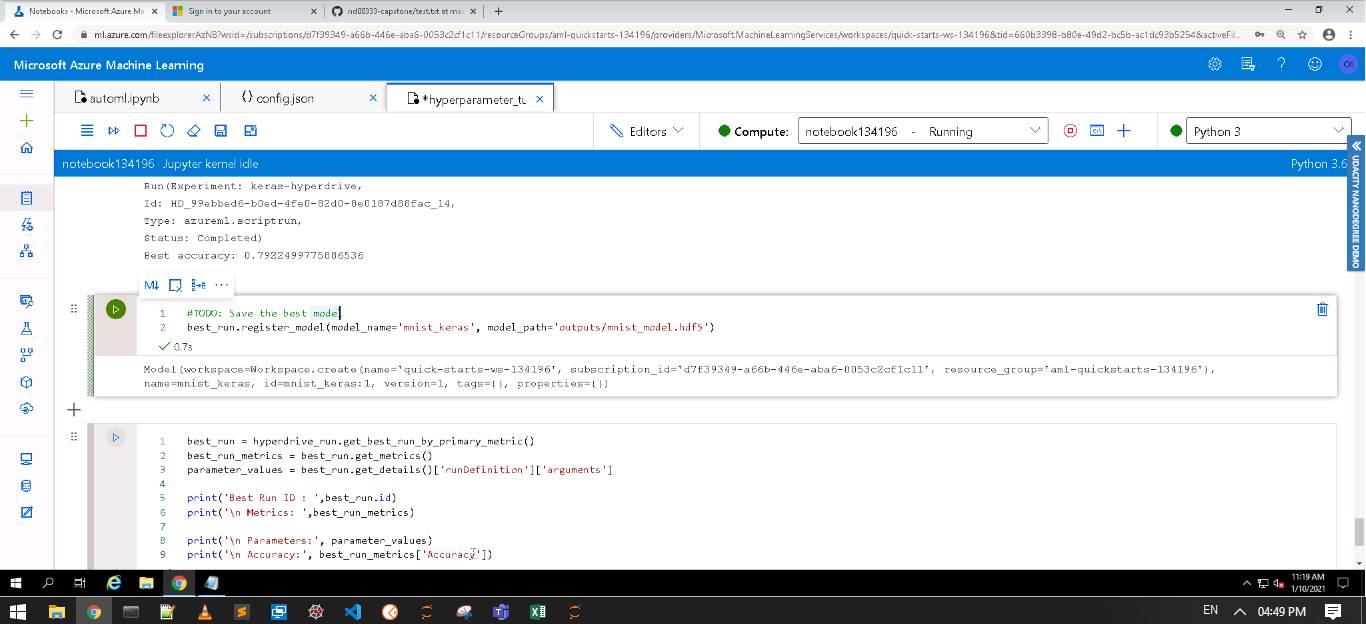 Notebooks - Microsoft Azure Ma
Sign in to your account
nd00333-capstone/test.txt at ma
ml.azure.com/fileexplorerAzNB?wsid=/subscriptions/d7f39349-a66b-446e-aba6-0053c2cf1c11/resourceGroups/aml-quickstarts-134196/providers/Microsoft.MachineLearningServices/workspaces/quick-starts-ws-134196&tid=660b3398-b80e-49d2-bc5b-ac1dc93b5254&activeFil...
Microsoft Azure Machine Learning
automl.ipynb
config.json
*hyperparameter_tu
Editors
Compute:
notebook134196 - Running
Python 3
notebook134196 · Jupyter kernel idle
Python 3.6
UDACITY NANODEGREE DEMO
Run(Experiment: keras-hyperdrive,
Id: HD_99ebbed6-b0ed-4fe0-82d0-8e0187d88fac_14,
Type: azureml.scriptrun,
Status: Completed)
Best accuracy: 0.7922499775886536
M↓
1 #TODO: Save the best model
2 best_run.register_model(model_name='mnist_keras', model_path='outputs/mnist_model.hdf5')
0.7s
Model(workspace=Workspace.create(name='quick-starts-ws-134196', subscription_id='d7f39349-a66b-446e-aba6-0053c2cf1c11', resource_group='aml-quickstarts-134196'),
name=mnist_keras, id=mnist_keras:1, version=1, tags={}, properties={})
1 best_run = hyperdrive_run.get_best_run_by_primary_metric()
2 best_run_metrics = best_run.get_metrics()
3 parameter_values = best_run.get_details()['runDefinition']['arguments']
4
5 print('Best Run ID : ',best_run.id)
6 print('\n Metrics: ',best_run_metrics)
7
8 print('\n Parameters:', parameter_values)
9 print('\n Accuracy:', best_run_metrics['Accuracy'])
11:19 AM
1/10/2021
EN
04:49 PM